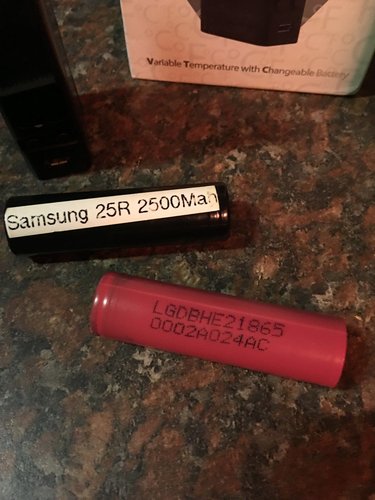 Variable Temperature with Changeable Battery
Samsung 25R 2500Mah
LGDBHE21865
0002A024AC